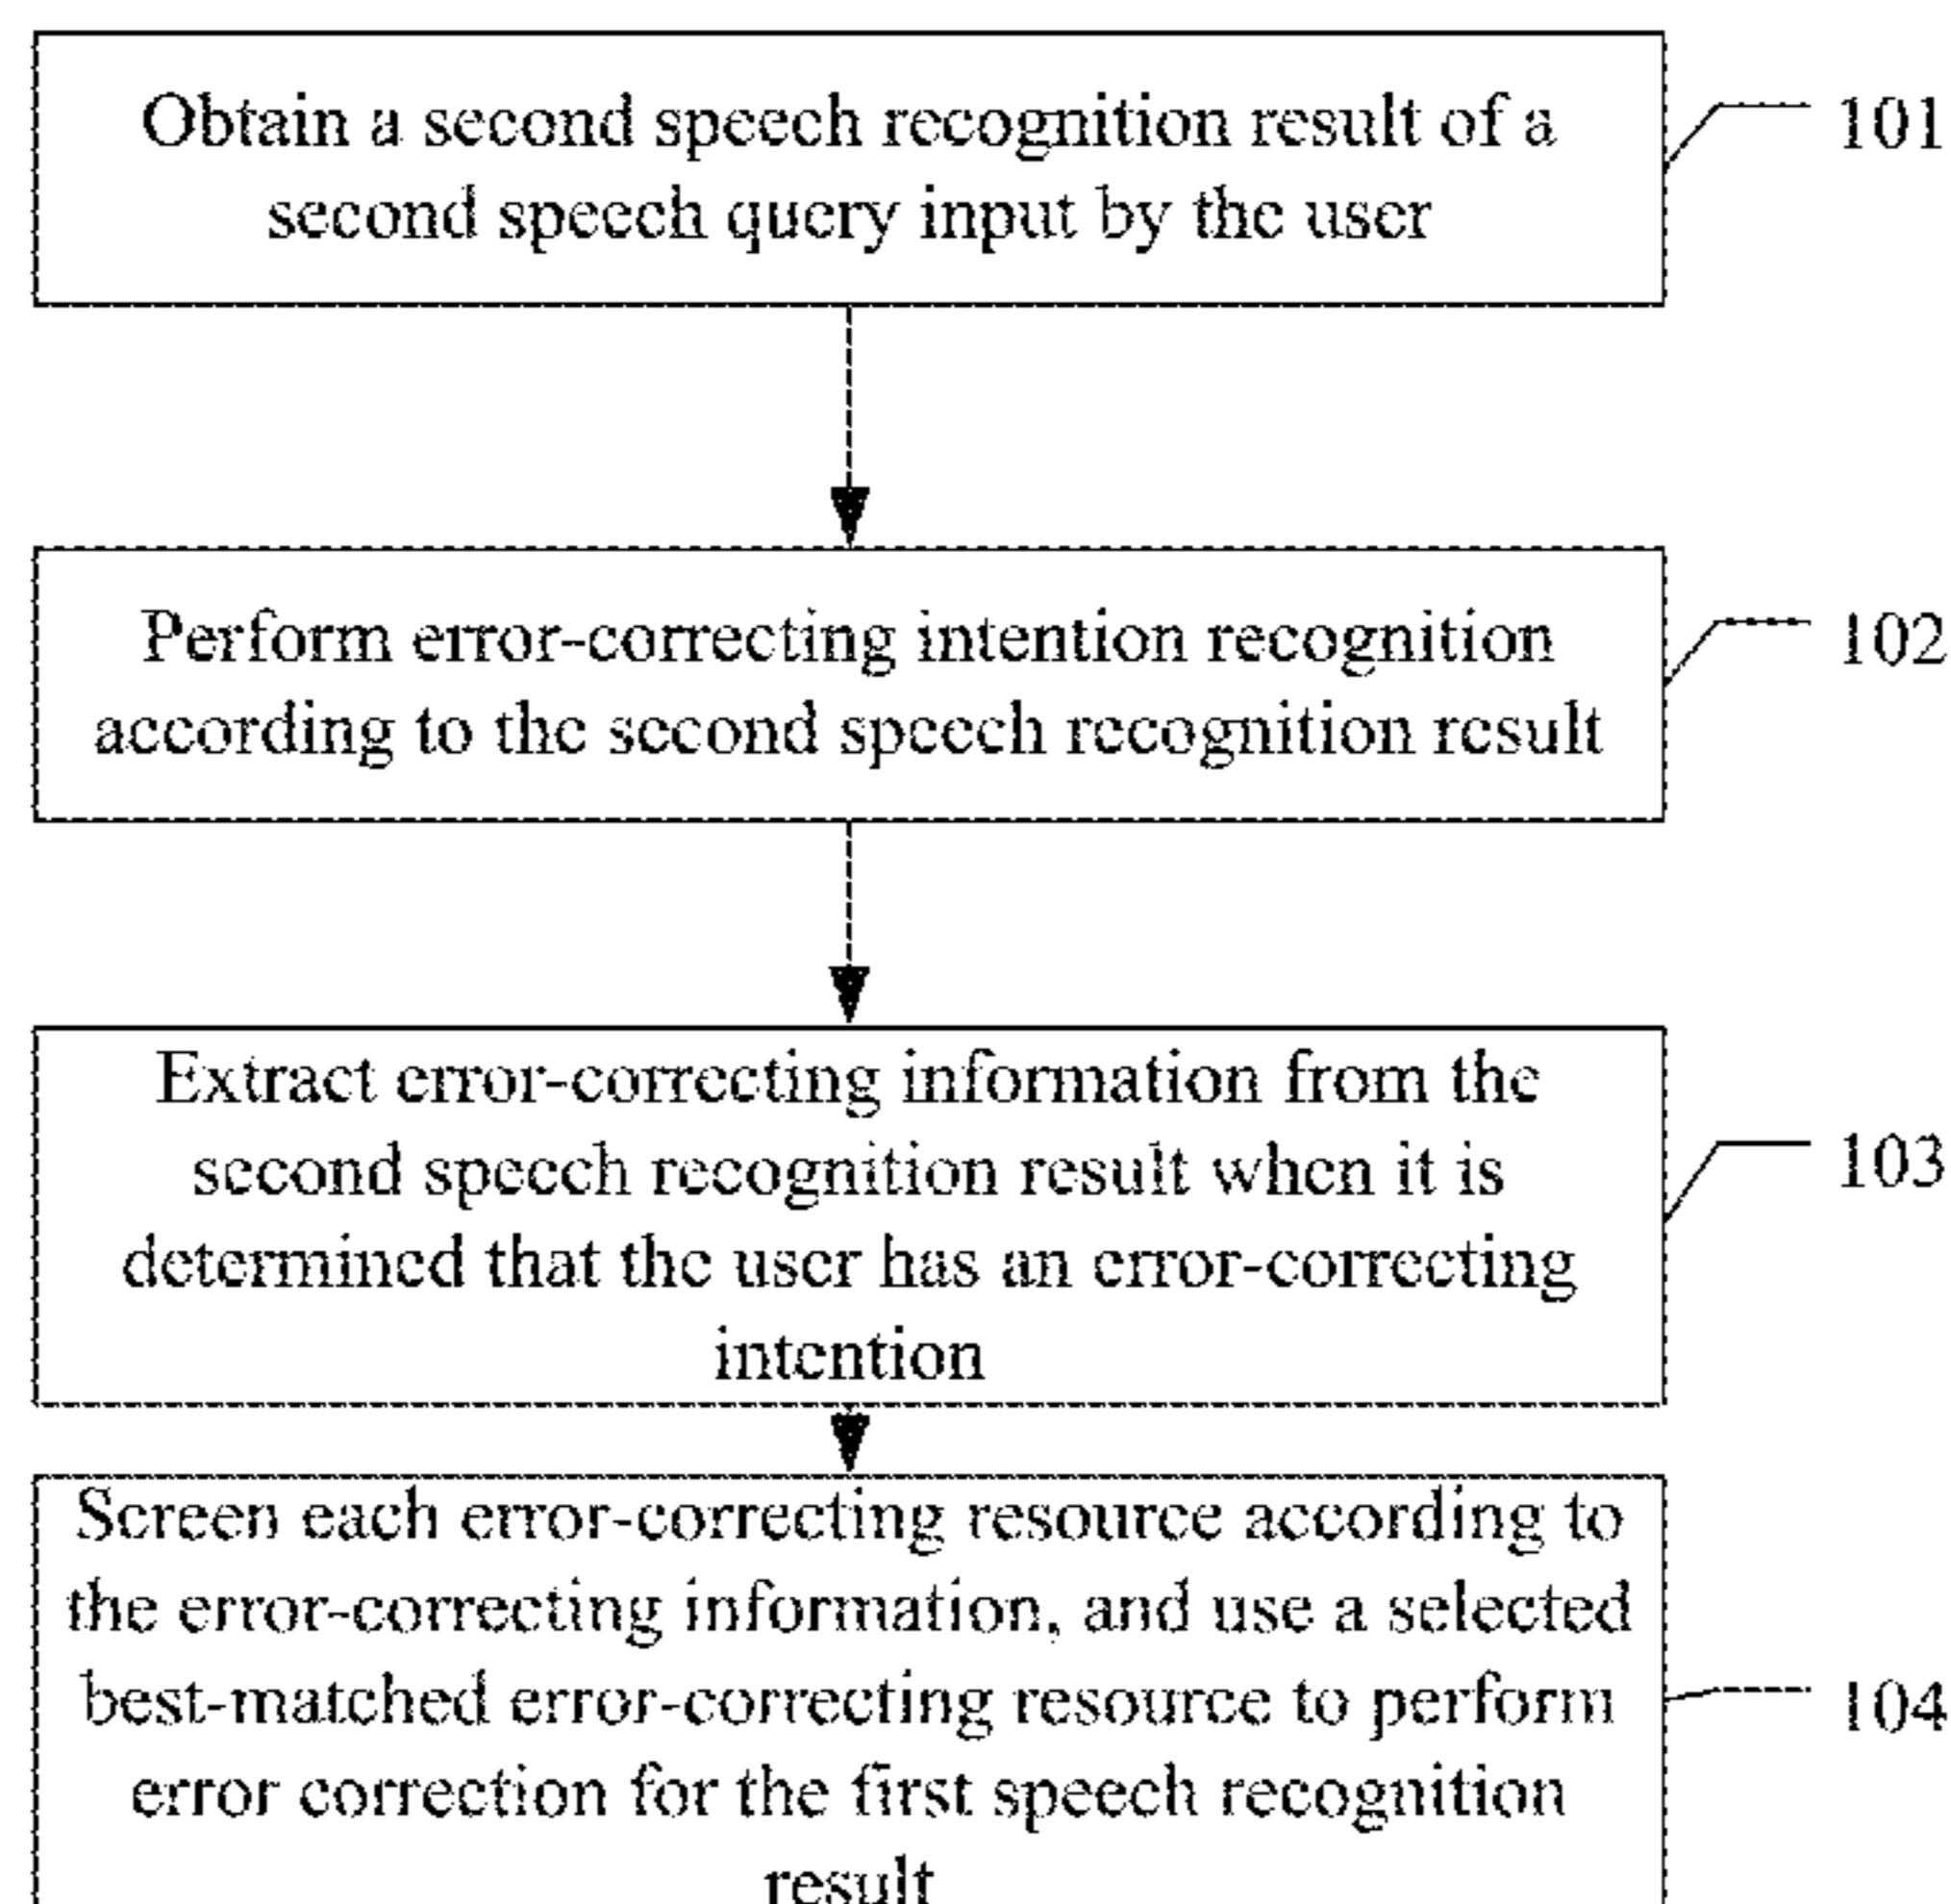 Obtain a second speech recognition result of a
second speech query input by the user
101
Perform error-correcting intention recognition
according to the second speech recognition result
102
Extract error-correcting information from the
second speech recognition result when it is
determined that the user has an error-correcting
intention
103
Screen each error-correcting resource according to
the error-correcting information, and use a selected
best-matched error-correcting resource to perform
error correction for the first speech recognition
result
104